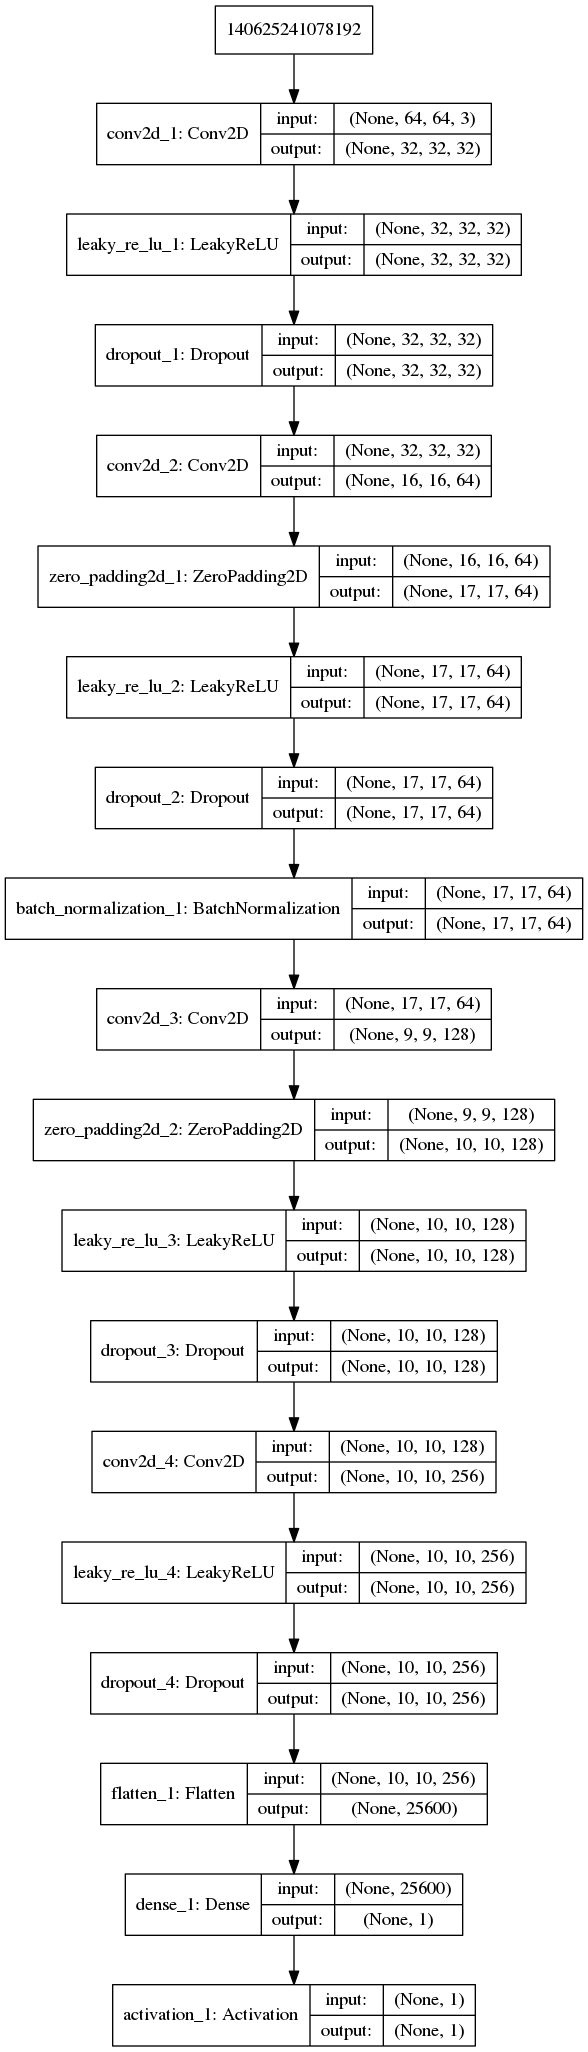 140625241078192
conv2d_1: Conv2D input: (None, 64, 64, 3)
output: (None, 32, 32, 32)
leaky_re_lu_1: LeakyReLU input: (None, 32, 32, 32)
output: (None, 32, 32, 32)
dropout_1: Dropout input: (None, 32, 32, 32)
output: (None, 32, 32, 32)
conv2d_2: Conv2D input: (None, 32, 32, 32)
output: (None, 16, 16, 64)
zero_padding2d_1: ZeroPadding2D input: (None, 16, 16, 64)
output: (None, 17, 17, 64)
leaky_re_lu_2: LeakyReLU input: (None, 17, 17, 64)
output: (None, 17, 17, 64)
dropout_2: Dropout input: (None, 17, 17, 64)
output: (None, 17, 17, 64)
batch_normalization_1: BatchNormalization input: (None, 17, 17, 64)
output: (None, 17, 17, 64)
conv2d_3: Conv2D input: (None, 17, 17, 64)
output: (None, 9, 9, 128)
zero_padding2d_2: ZeroPadding2D input: (None, 9, 9, 128)
output: (None, 10, 10, 128)
leaky_re_lu_3: LeakyReLU input: (None, 10, 10, 128)
output: (None, 10, 10, 128)
dropout_3: Dropout input: (None, 10, 10, 128)
output: (None, 10, 10, 128)
conv2d_4: Conv2D input: (None, 10, 10, 128)
output: (None, 10, 10, 256)
leaky_re_lu_4: LeakyReLU input: (None, 10, 10, 256)
output: (None, 10, 10, 256)
dropout_4: Dropout input: (None, 10, 10, 256)
output: (None, 10, 10, 256)
flatten_1: Flatten input: (None, 10, 10, 256)
output: (None, 25600)
dense_1: Dense input: (None, 25600)
output: (None, 1)
activation_1: Activation input: (None, 1)
output: (None, 1)